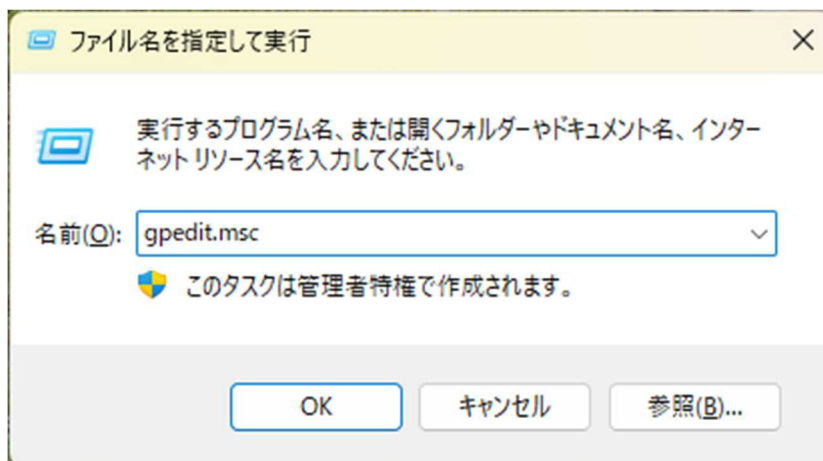 ファイル名を指定して実行
実行するプログラム名、または開くフォルダーやドキュメント名、インター
ネット リソース名を入力してください。
名前(O): gpedit.msc
このタスクは管理者特権で作成されます。
OK キャンセル 参照(B)...